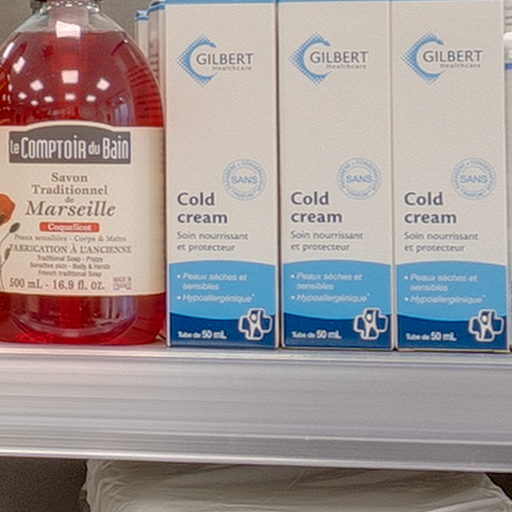 Le Comptoir du Bain
Savon
Traditionnel
de
Marseille
Coquelicot
Peaux sensibles - Corps & Mains
FABRICATION À L'ANCIENNE
Traditional Soap - Poppy
Sensitive skin - Body & Hands
French traditional Soap
500 mL - 16.9 fl. oz.
MADE IN
FRANCE
GILBERT
Healthcare
SANS
Cold
cream
Soin nourrissant
et protecteur
• Peaux sèches et
sensibles
• Hypoallergénique*
Tube de 50 mL
GILBERT
Healthcare
SANS
Cold
cream
Soin nourrissant
et protecteur
• Peaux sèches et
sensibles
• Hypoallergénique*
Tube de 50 mL
GILBERT
Healthcare
SANS
Cold
cream
Soin nourrissant
et protecteur
• Peaux sèches et
sensibles
• Hypoallergénique*
Tube de 50 mL